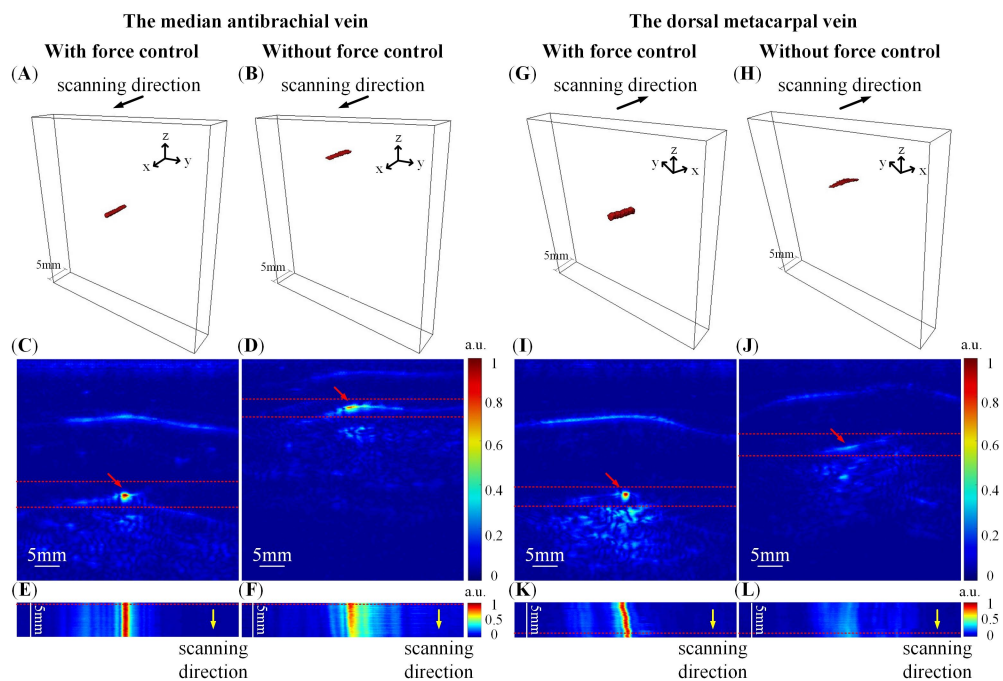 The median antibrachial vein
The dorsal metacarpal vein
With force control
Without force control
With force control
Without force control
(A)
(B)
(G)
(H)
scanning direction
scanning direction
scanning direction
scanning direction
z
x
y
5mm
z
x
y
5mm
z
y
x
5mm
z
y
x
5mm
(C)
(D)
a.u.
(I)
(J)
a.u.
1
0.8
0.6
0.4
0.2
0
1
0.8
0.6
0.4
0.2
0
5mm
5mm
5mm
5mm
(E)
(F)
a.u.
(K)
(L)
a.u.
5mm
5mm
1
0.5
0
5mm
5mm
1
0.5
0
scanning
direction
scanning
direction
scanning
direction
scanning
direction